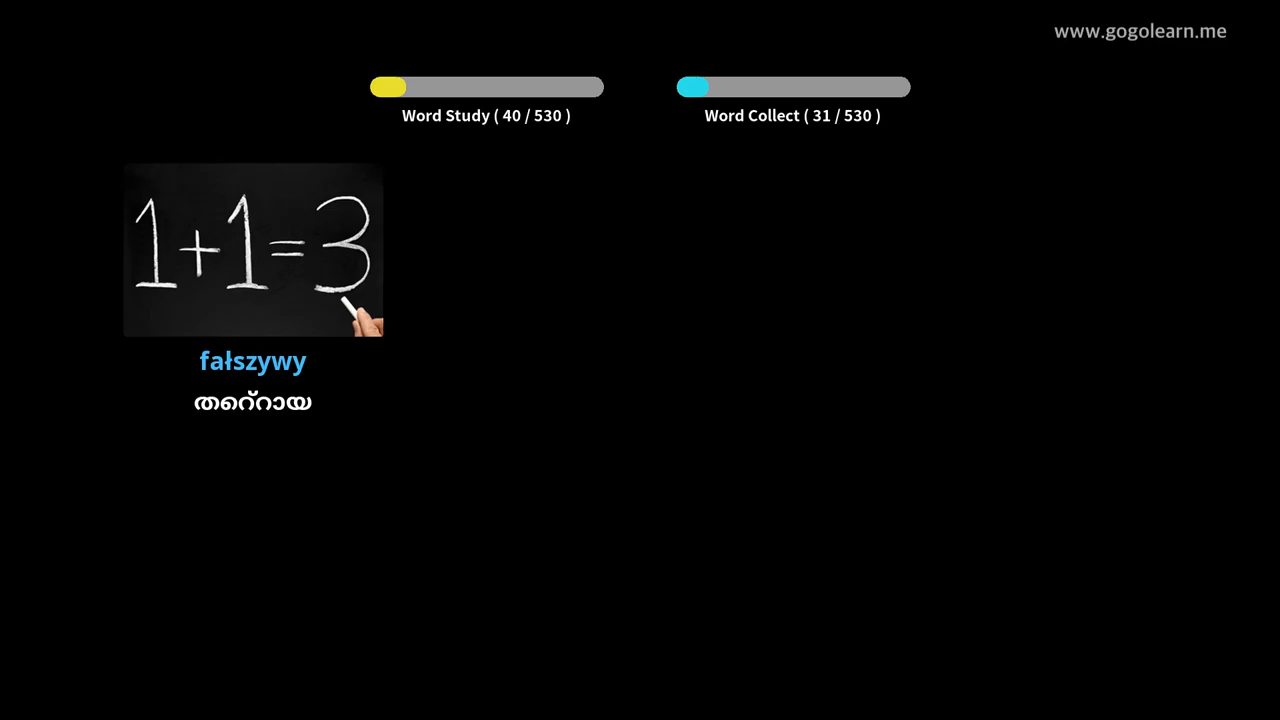 www.gogolearn.me
Word Study ( 40 / 530 )
Word Collect ( 31 / 530 )
1+1=3
fałszywy
തെറ്റായ